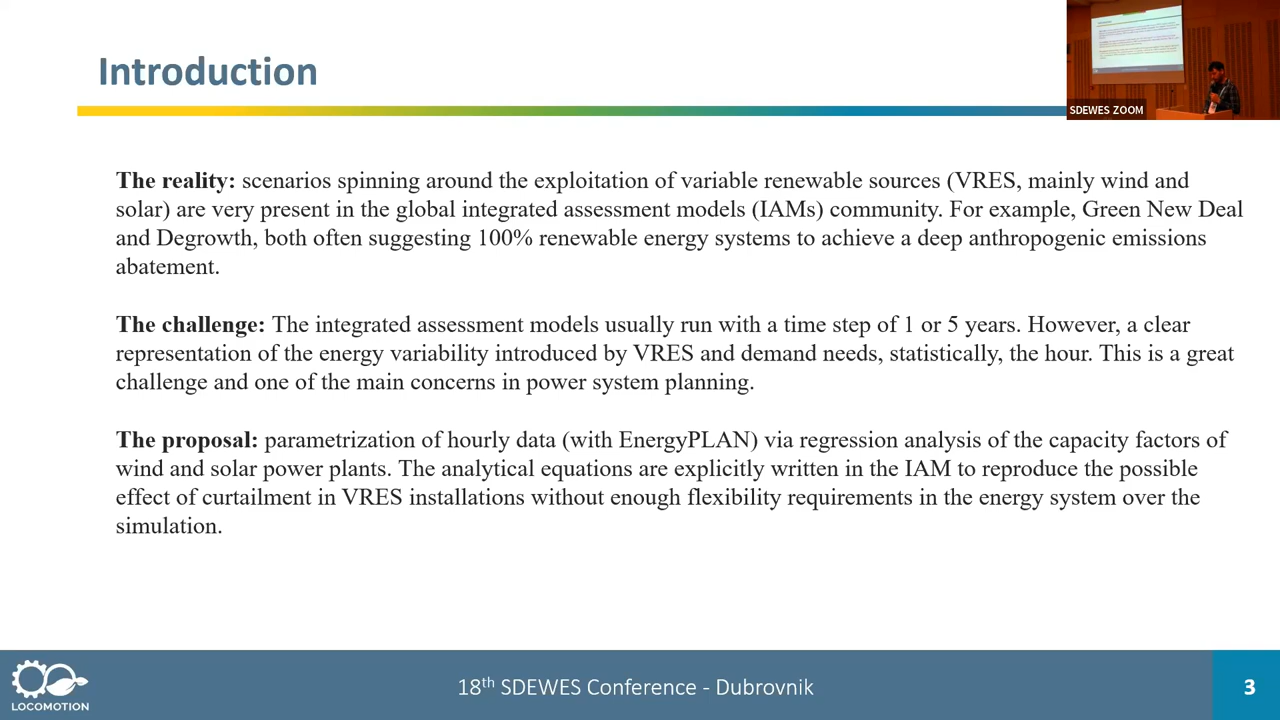 Introduction
SDEWES ZOOM
The reality: scenarios spinning around the exploitation of variable renewable sources (VRES, mainly wind and
solar) are very present in the global integrated assessment models (IAMs) community. For example, Green New Deal
and Degrowth, both often suggesting 100% renewable energy systems to achieve a deep anthropogenic emissions
abatement.
The challenge: The integrated assessment models usually run with a time step of 1 or 5 years. However, a clear
representation of the energy variability introduced by VRES and demand needs, statistically, the hour. This is a great
challenge and one of the main concerns in power system planning.
The proposal: parametrization of hourly data (with EnergyPLAN) via regression analysis of the capacity factors of
wind and solar power plants. The analytical equations are explicitly written in the IAM to reproduce the possible
effect of curtailment in VRES installations without enough flexibility requirements in the energy system over the
simulation.
LOCOMOTION
18th SDEWES Conference - Dubrovnik
3